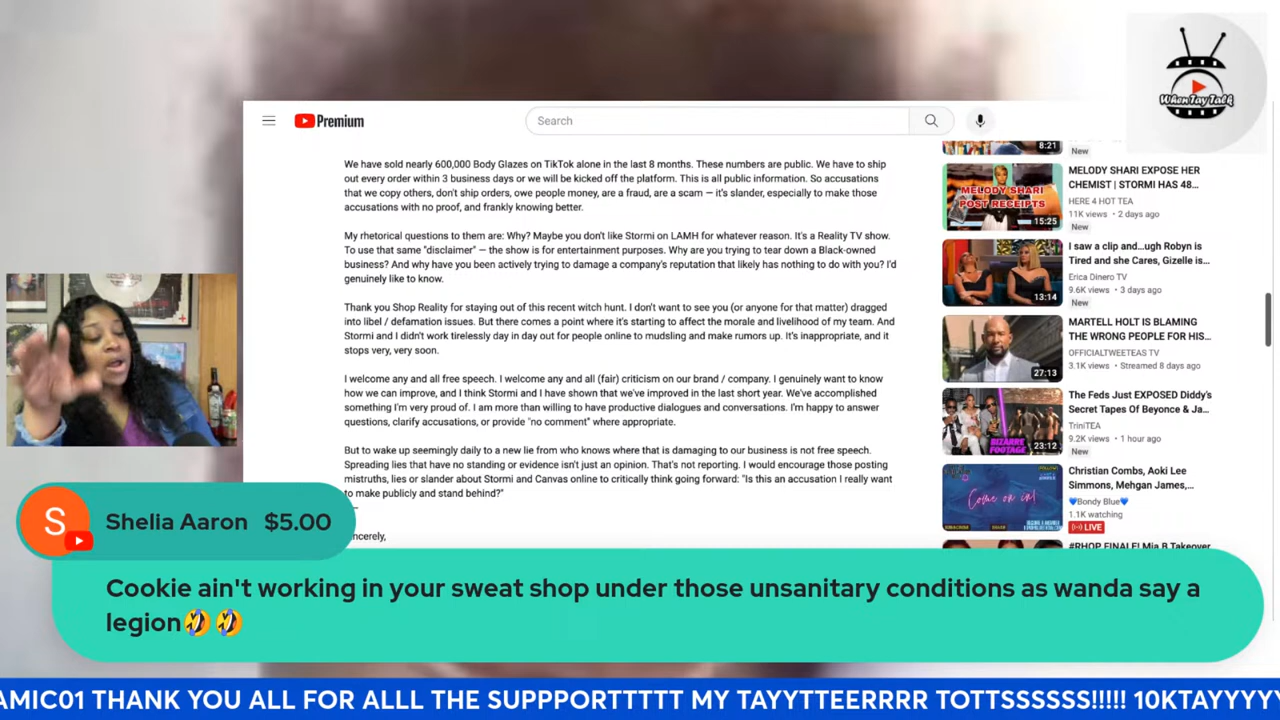 WhenTayTalk
Premium
Search
We have sold nearly 600,000 Body Glazes on TikTok alone in the last 8 months. These numbers are public. We have to ship
out every order within 3 business days or we will be kicked off the platform. This is all public information. So accusations
that we copy others, don't ship orders, owe people money, are a fraud, are a scam — it's slander, especially to make those
accusations with no proof, and frankly knowing better.
My rhetorical questions to them are: Why? Maybe you don't like Stormi on LAMH for whatever reason. It's a Reality TV show.
To use that same "disclaimer" — the show is for entertainment purposes. Why are you trying to tear down a Black-owned
business? And why have you been actively trying to damage a company's reputation that likely has nothing to do with you? I'd
genuinely like to know.
Thank you Shop Reality for staying out of this recent witch hunt. I don't want to see you (or anyone for that matter) dragged
into libel / defamation issues. But there comes a point where it's starting to affect the morale and livelihood of my team. And
Stormi and I didn't work tirelessly day in day out for people online to mudsling and make rumors up. It's inappropriate, and it
stops very, very soon.
I welcome any and all free speech. I welcome any and all (fair) criticism on our brand / company. I genuinely want to know
how we can improve, and I think Stormi and I have shown that we've improved in the last short year. We've accomplished
something I'm very proud of. I am more than willing to have productive dialogues and conversations. I'm happy to answer
questions, clarify accusations, or provide "no comment" where appropriate.
But to wake up seemingly daily to a new lie from who knows where that is damaging to our business is not free speech.
Spreading lies that have no standing or evidence isn't just an opinion. That's not reporting. I would encourage those posting
mistruths, lies or slander about Stormi and Canvas online to critically think going forward: "Is this an accusation I really want
to make publicly and stand behind?"
ncerely,
8:21
New
MELODY SHARI
POST RECEIPTS
15:25
MELODY SHARI EXPOSE HER
CHEMIST | STORMI HAS 48...
HERE 4 HOT TEA
11K views • 2 days ago
New
13:14
I saw a clip and...ugh Robyn is
Tired and she Cares, Gizelle is...
Erica Dinero TV
9.6K views • 3 days ago
New
27:13
MARTELL HOLT IS BLAMING
THE WRONG PEOPLE FOR HIS...
OFFICIALTWEETEAS TV
3.1K views • Streamed 8 days ago
BIZARRE
FOOTAGE
23:12
The Feds Just EXPOSED Diddy's
Secret Tapes Of Beyonce & Ja...
TriniTEA
9.2K views • 1 hour ago
New
Come on in!
Christian Combs, Aoki Lee
Simmons, Mehgan James,...
💙Bondy Blue💙
1.1K watching
LIVE
#RHOP FINALE! Mia B Takeover
S
Shelia Aaron $5.00
Cookie ain't working in your sweat shop under those unsanitary conditions as wanda say a
legion🤣🤣
AMIC01 THANK YOU ALL FOR ALLL THE SUPPPORTTTTT MY TAYYTTEERRRR TOTTSSSSSS!!!!! 10KTAYYYY